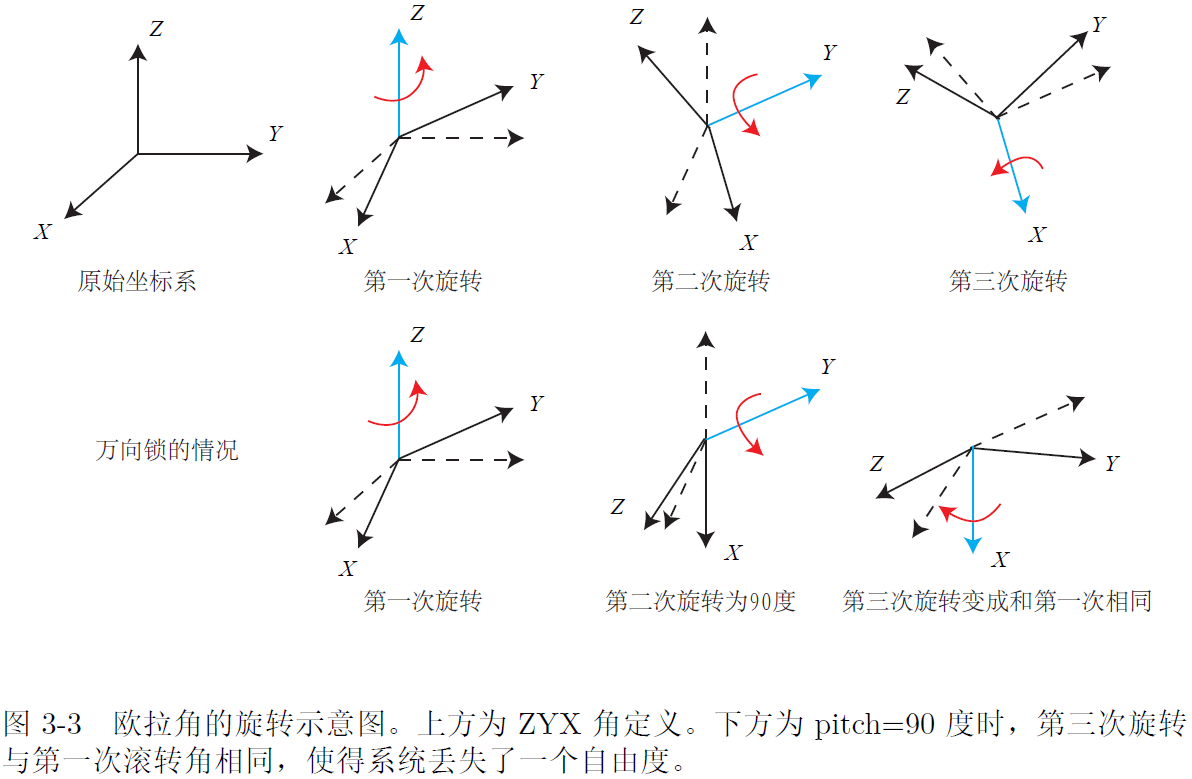 Z
Y
X
原始坐标系
Z
Y
X
第一次旋转
Z
Y
X
第二次旋转
Y
Z
X
第三次旋转
万向锁的情况
Z
Y
X
第一次旋转
Y
Z
X
第二次旋转为90度
Z
Y
X
第三次旋转变成和第一次相同
图 3-3 欧拉角的旋转示意图。上方为 ZYX 角定义。下方为 pitch=90 度时，第三次旋转
与第一次滚转角相同，使得系统丢失了一个自由度。